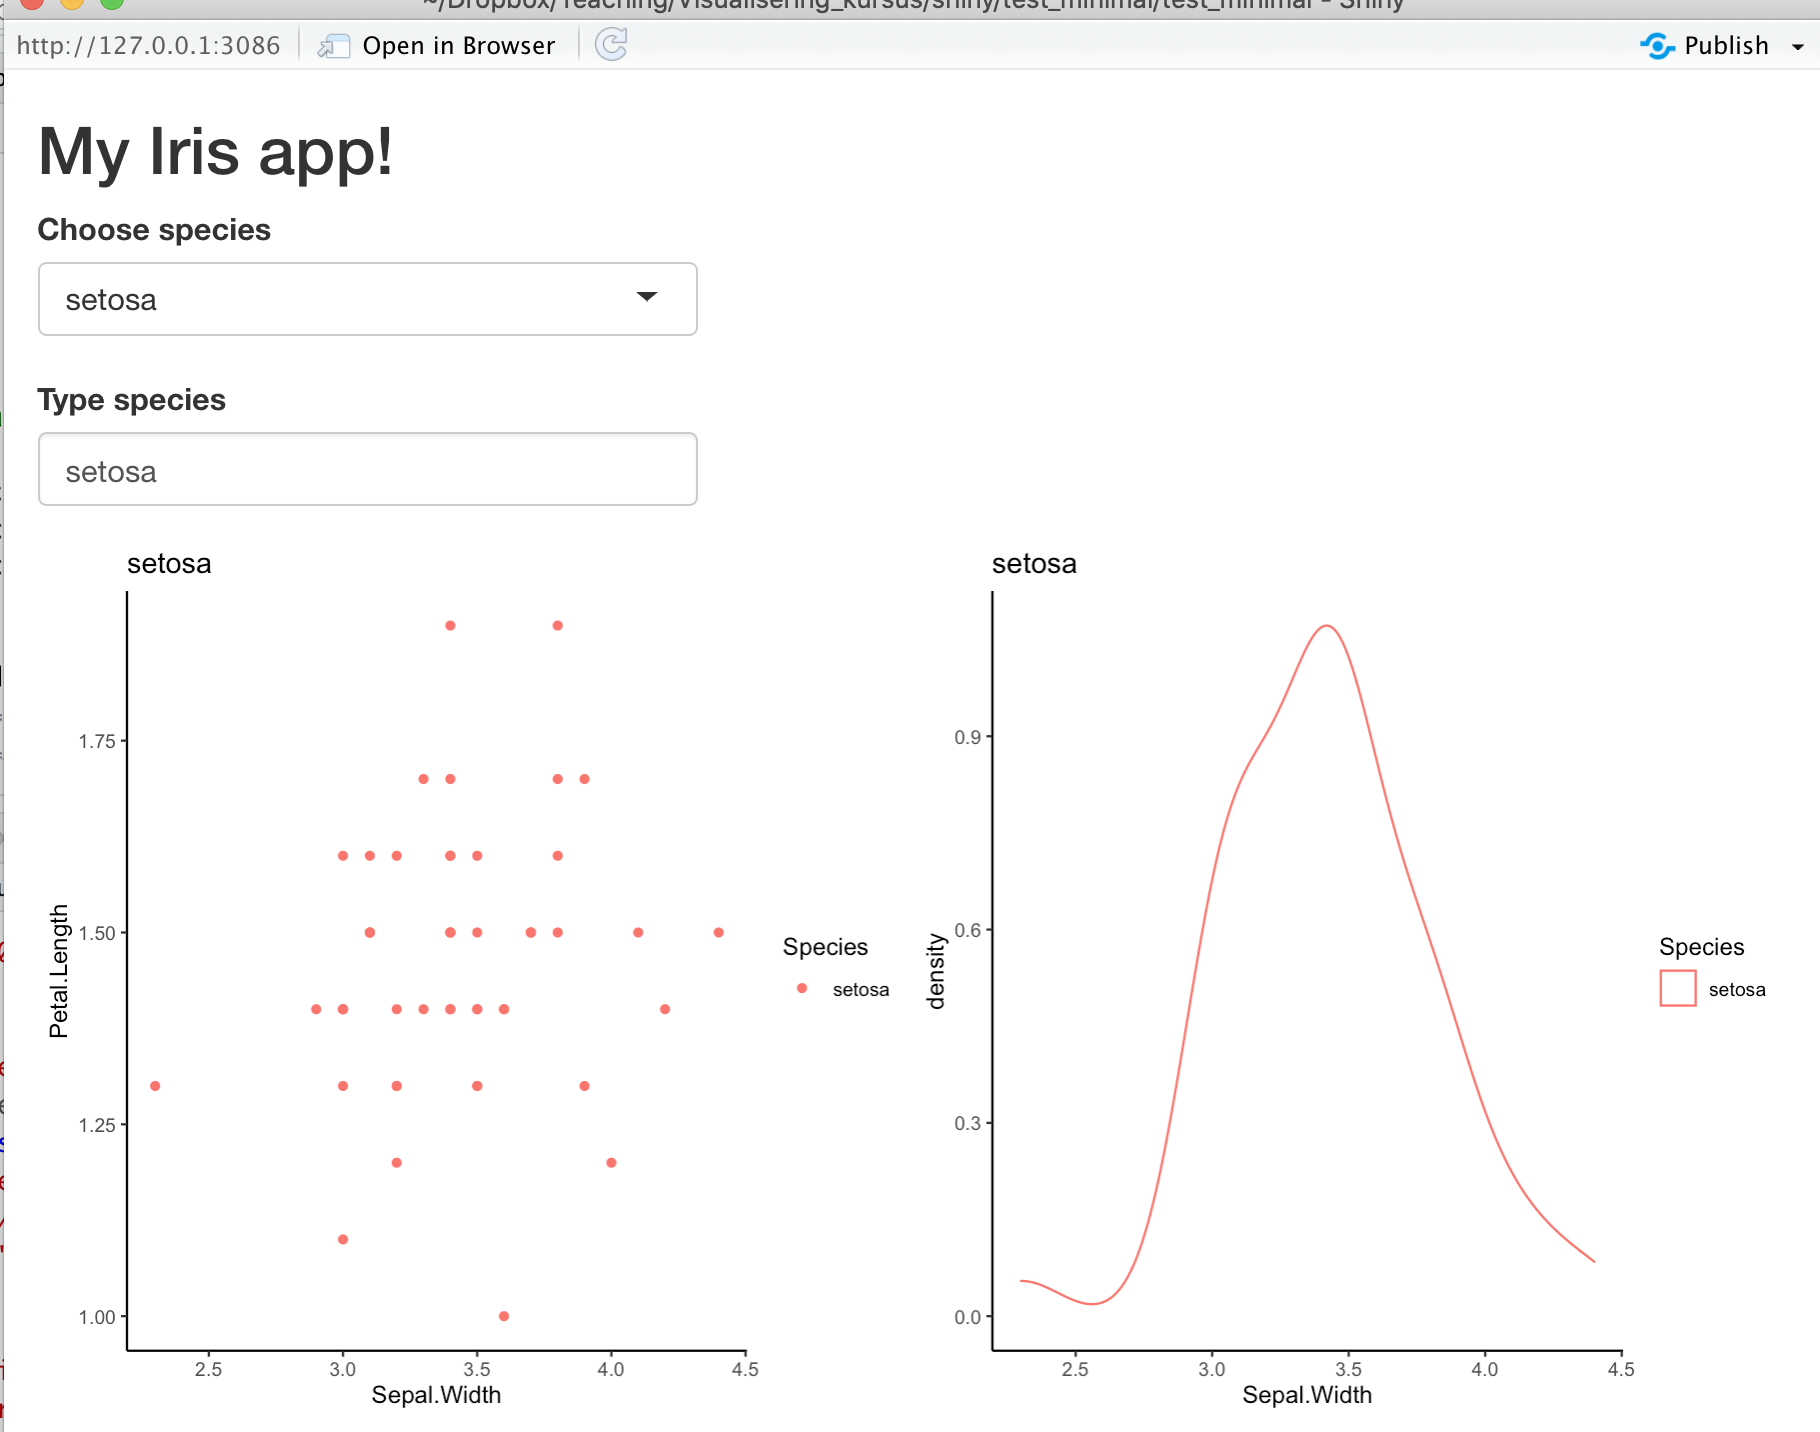 ~/Dropbox/Teaching/Visualisering_kursus/shiny/test_minimal/test_minimal - Shiny
http://127.0.0.1:3086 Open in Browser Publish
My Iris app!
Choose species
setosa
Type species
setosa
setosa
1.75
1.50
1.25
1.00
Petal.Length
2.5 3.0 3.5 4.0 4.5
Sepal.Width
Species
setosa
setosa
0.9
0.6
0.3
0.0
density
2.5 3.0 3.5 4.0 4.5
Sepal.Width
Species
setosa